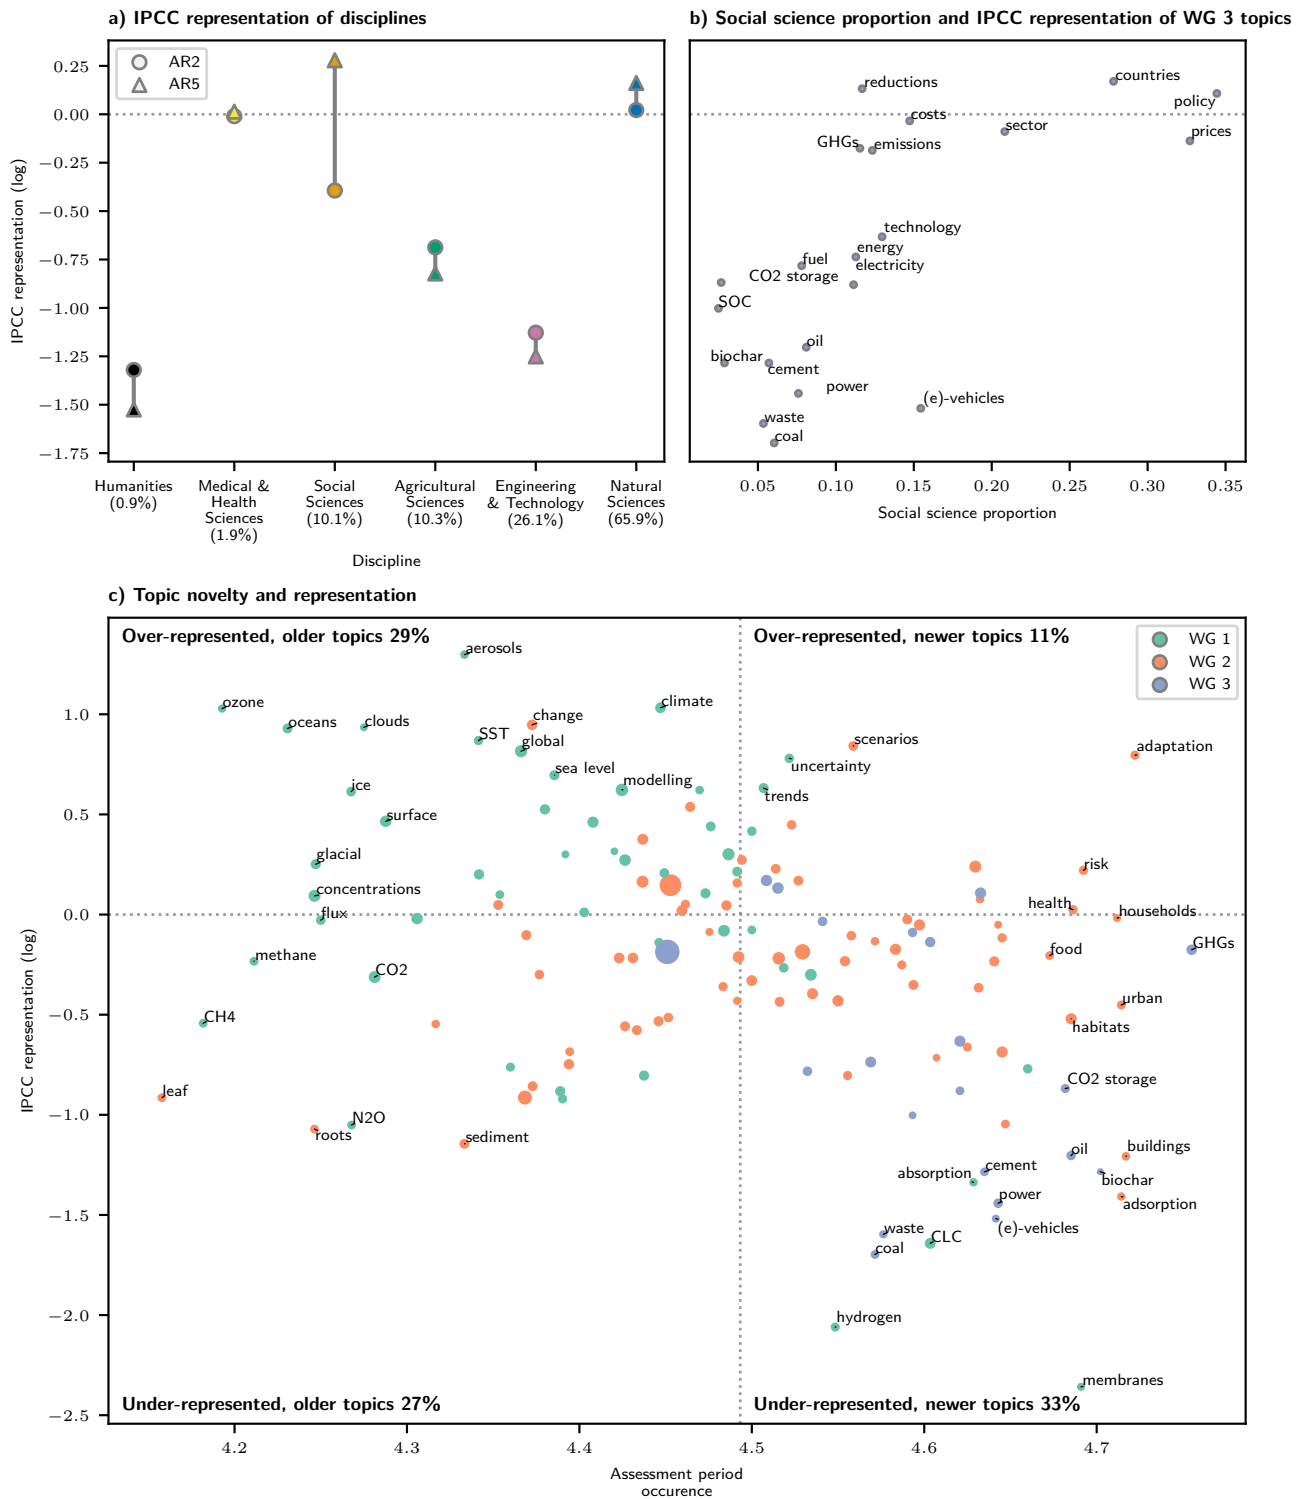 a) IPCC representation of disciplines
AR2
AR5
0.25
0.00
−0.25
−0.50
−0.75
−1.00
−1.25
−1.50
−1.75
IPCC representation (log)
Humanities
(0.9%)
Medical &
Health
Sciences
(1.9%)
Social
Sciences
(10.1%)
Agricultural
Sciences
(10.3%)
Engineering
& Technology
(26.1%)
Natural
Sciences
(65.9%)
Discipline
b) Social science proportion and IPCC representation of WG 3 topics
countries
reductions
policy
costs
sector
prices
GHGs
emissions
technology
energy
fuel
electricity
CO2 storage
SOC
oil
biochar
cement
power
(e)-vehicles
waste
coal
0.05
0.10
0.15
0.20
0.25
0.30
0.35
Social science proportion
c) Topic novelty and representation
Over-represented, older topics 29%
Over-represented, newer topics 11%
WG 1
WG 2
WG 3
aerosols
ozone
climate
change
oceans
clouds
SST
global
scenarios
adaptation
sea level
uncertainty
ice
modelling
trends
surface
glacial
risk
concentrations
health
flux
households
methane
food
GHGs
CO2
urban
CH4
habitats
CO2 storage
leaf
N2O
roots
sediment
oil
buildings
cement
absorption
biochar
power
adsorption
waste
(e)-vehicles
CLC
coal
hydrogen
membranes
Under-represented, older topics 27%
Under-represented, newer topics 33%
1.0
0.5
0.0
−0.5
−1.0
−1.5
−2.0
−2.5
IPCC representation (log)
4.2
4.3
4.4
4.5
4.6
4.7
Assessment period
occurence